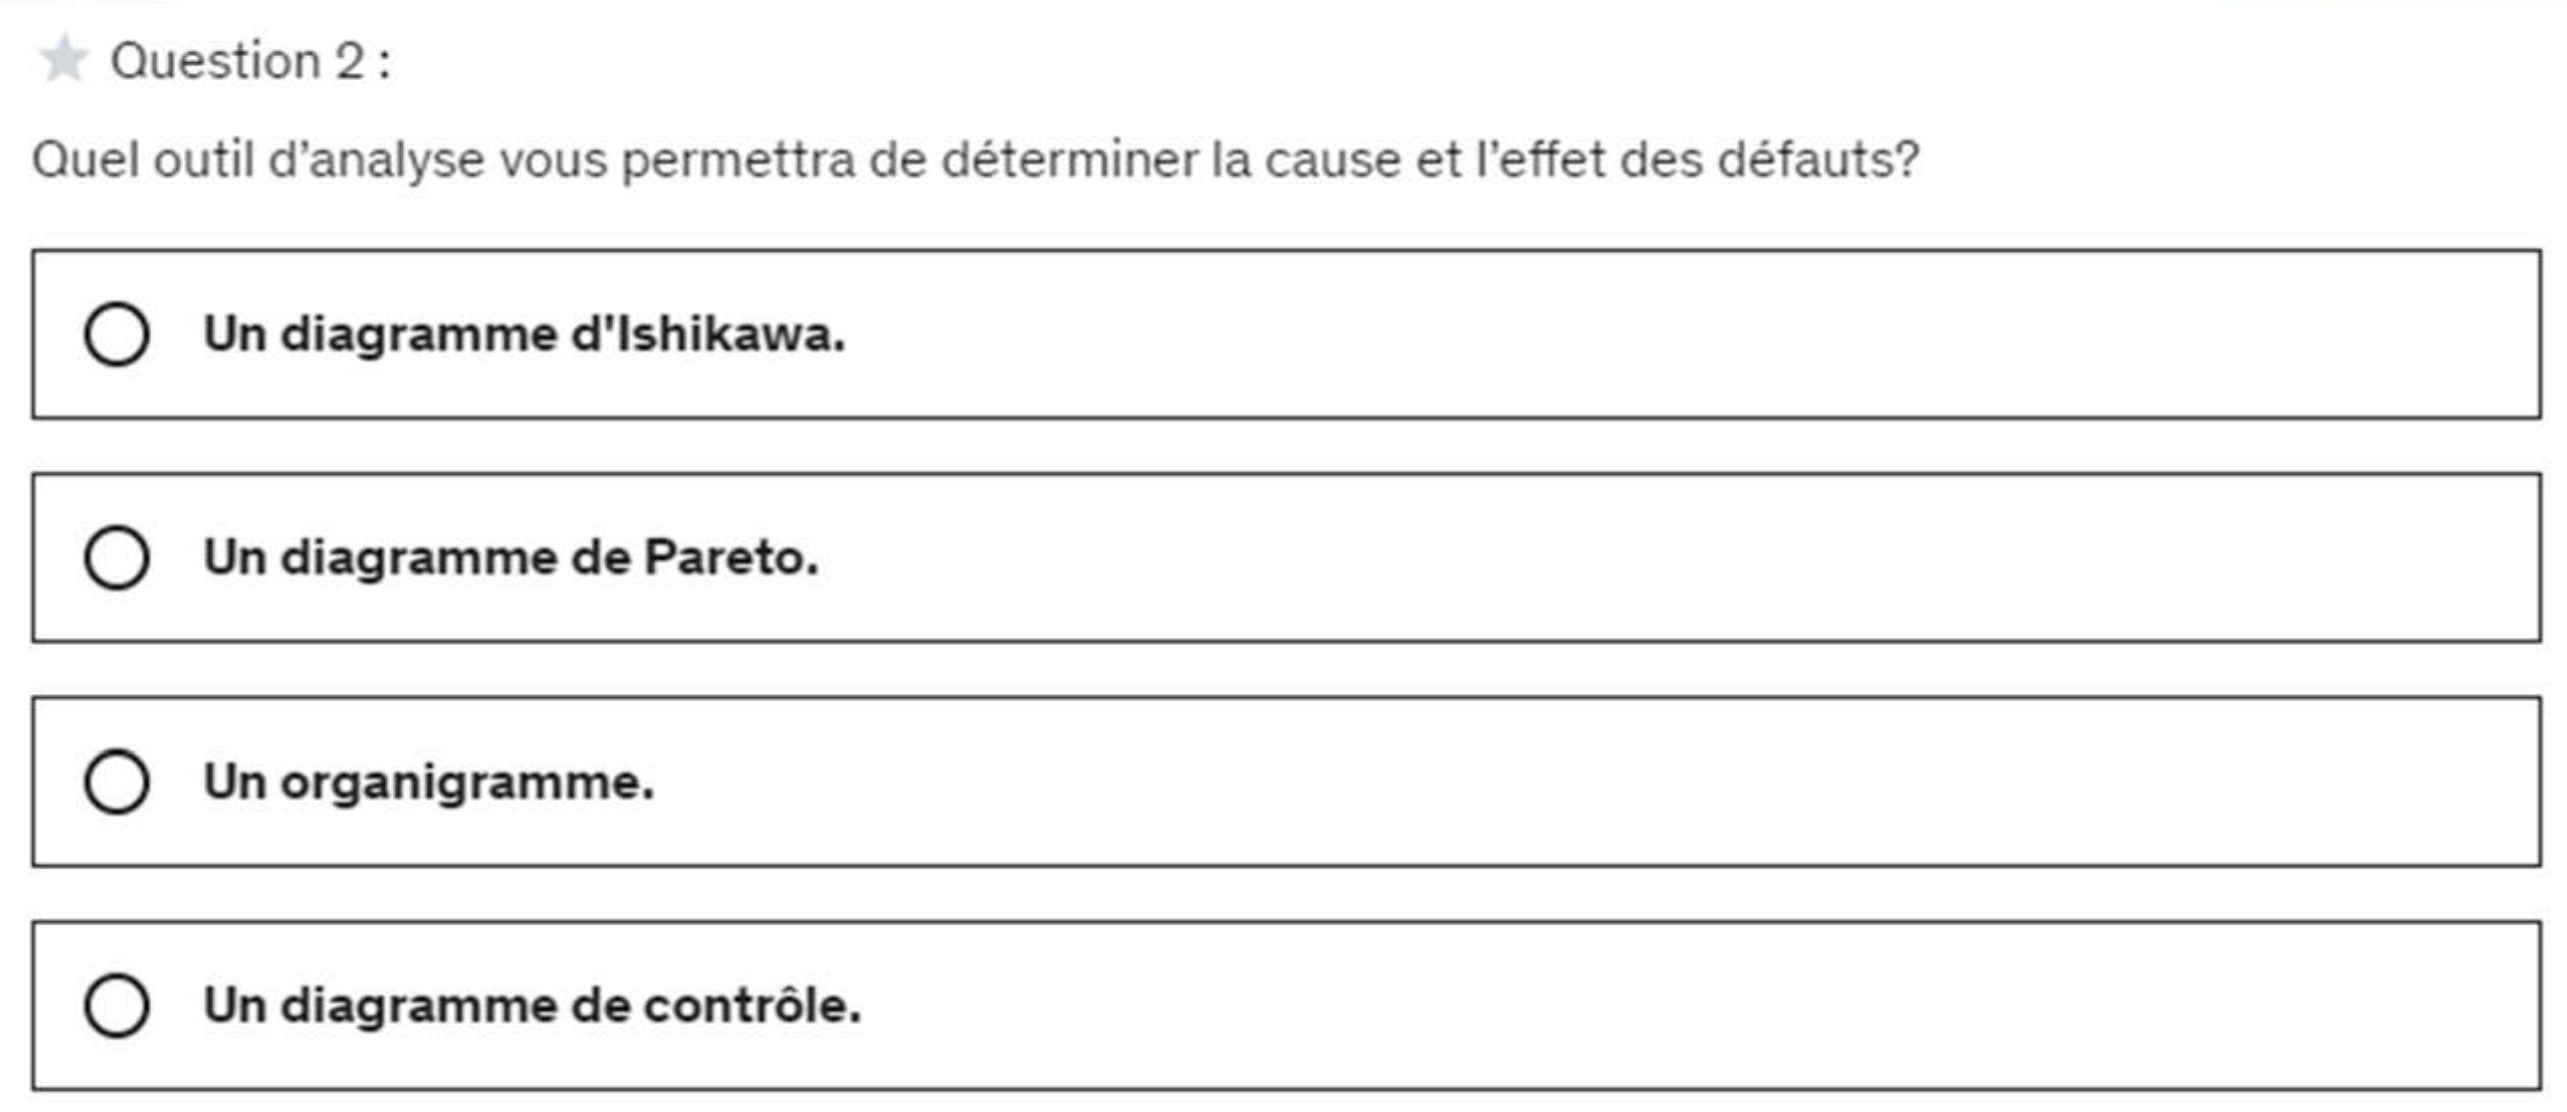 Question 2 :
Quel outil d’analyse vous permettra de déterminer la cause et l’effet des défauts?
Un diagramme d'Ishikawa.
Un diagramme de Pareto.
Un organigramme.
Un diagramme de contrôle.